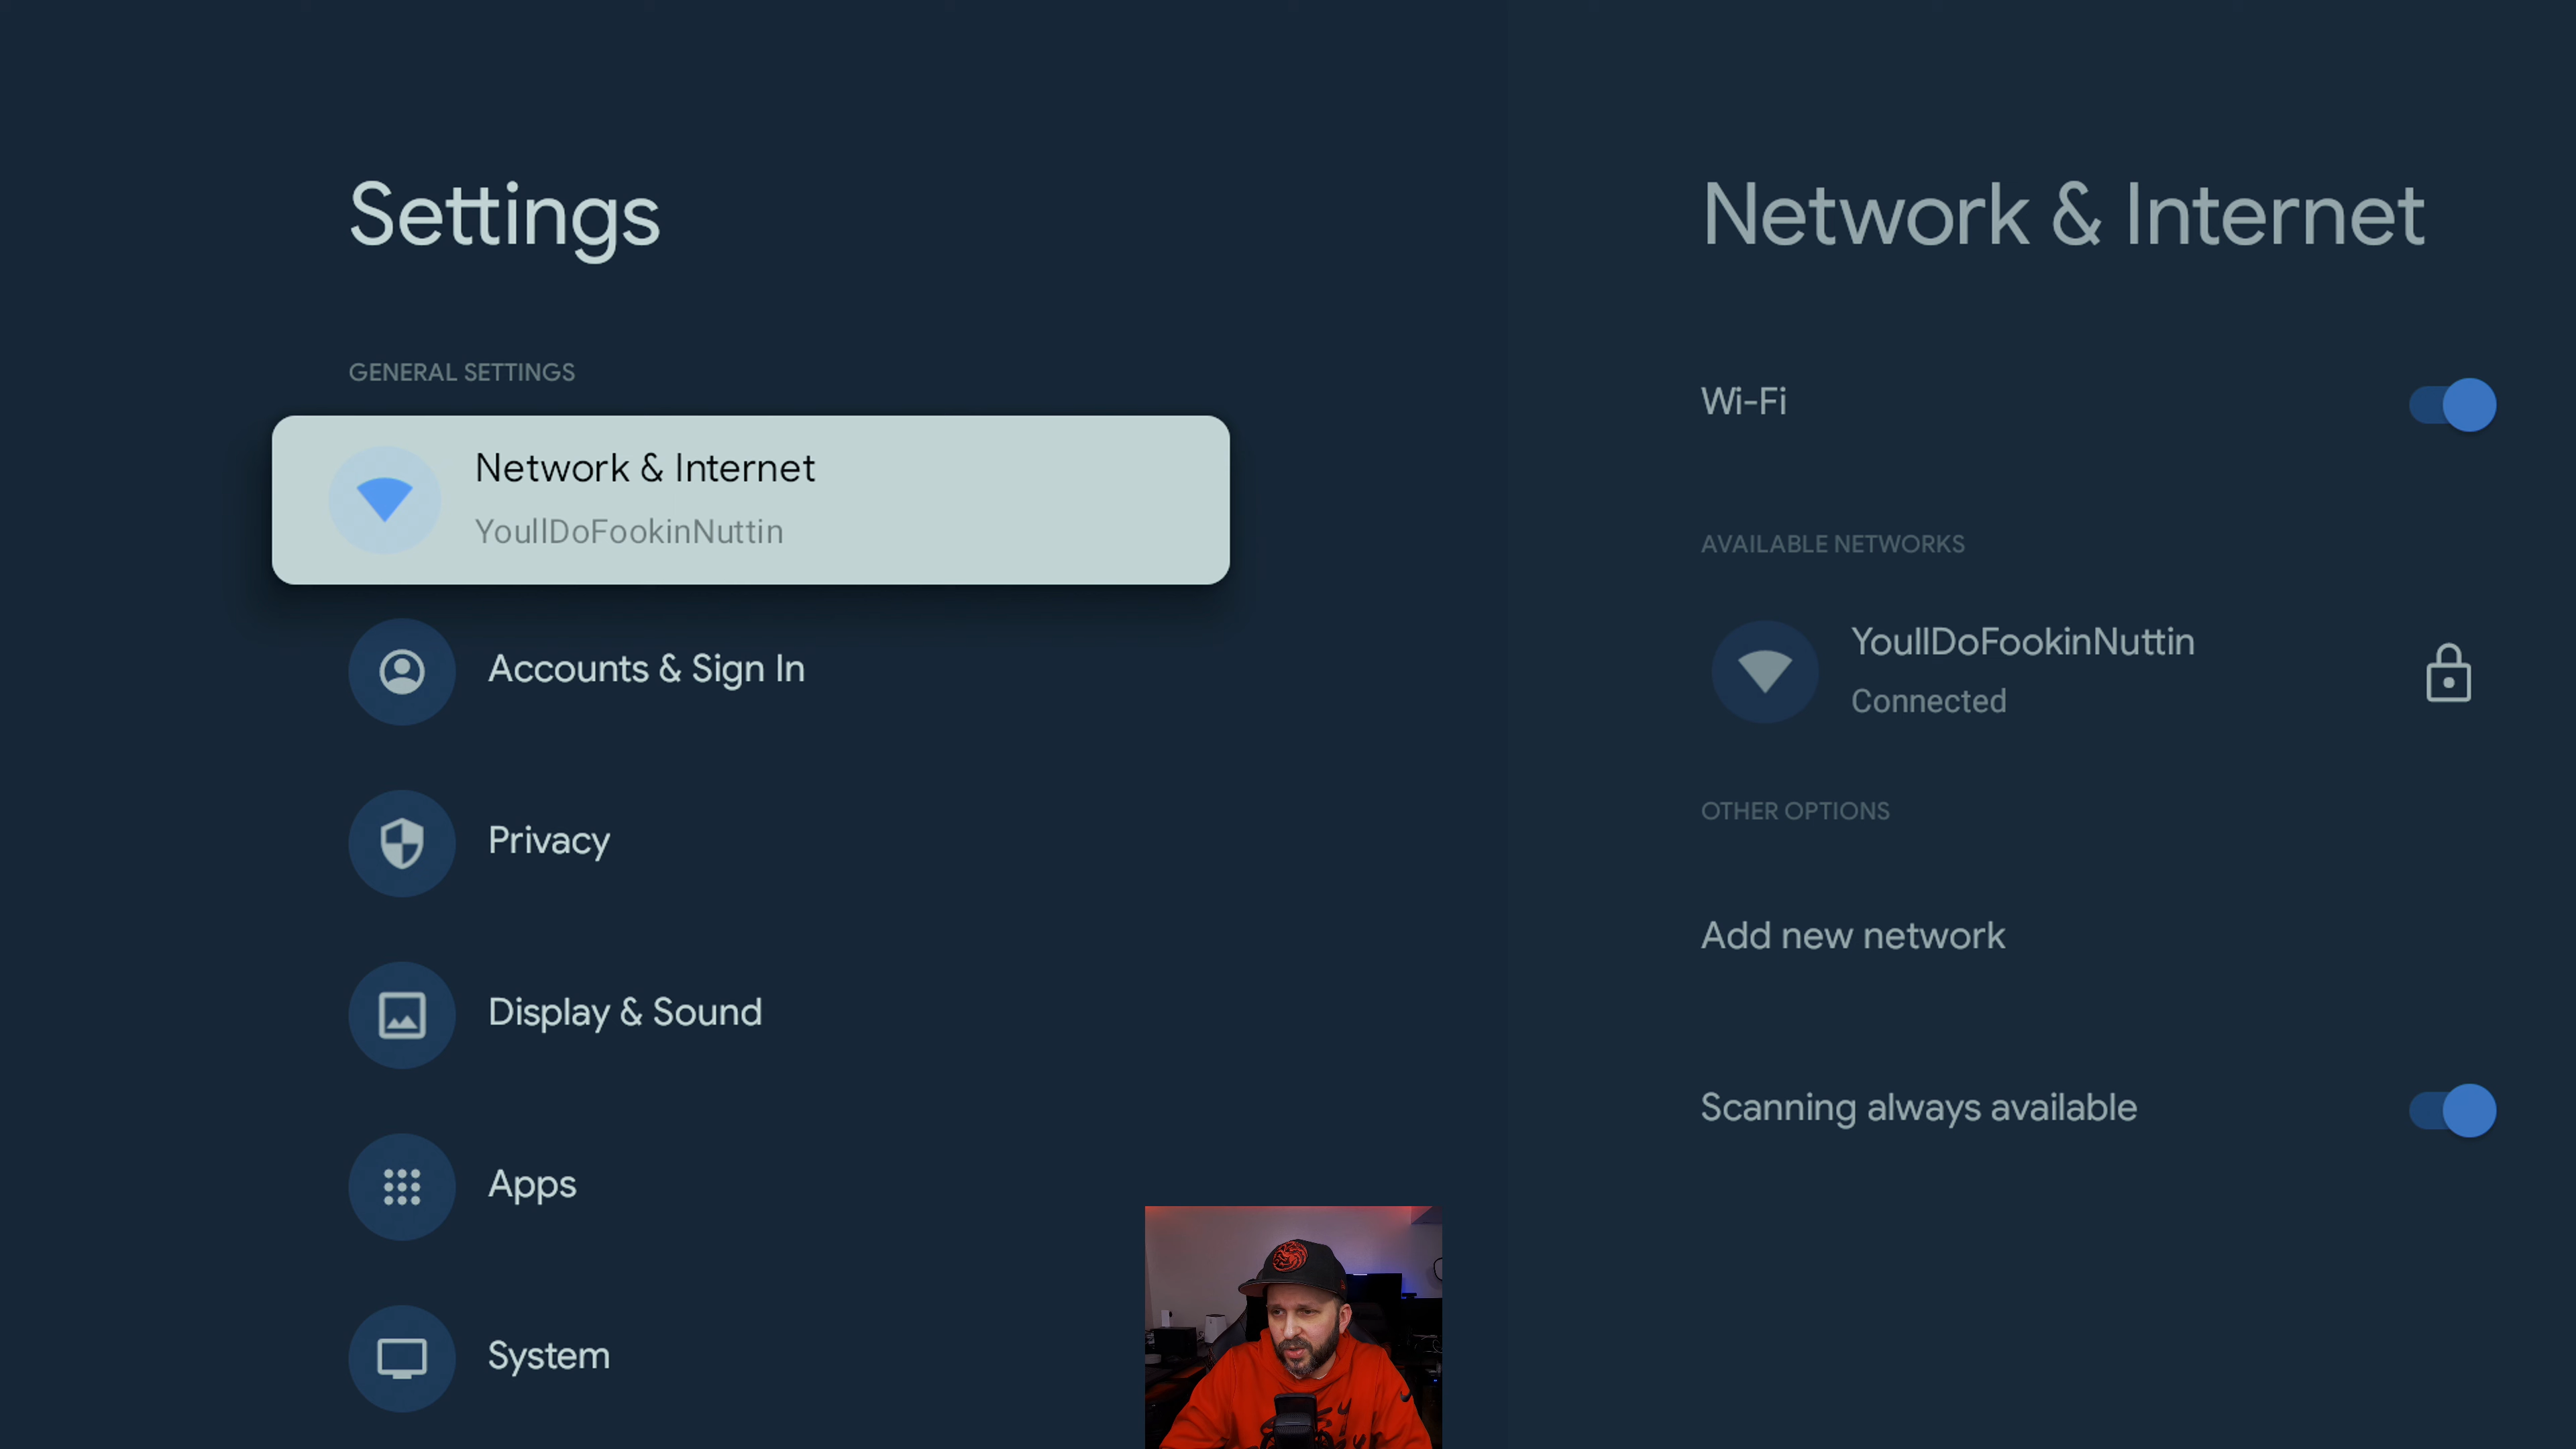 Settings
GENERAL SETTINGS
Network & Internet
YoullDoFookinNuttin
Accounts & Sign In
Privacy
Display & Sound
Apps
System
Network & Internet
Wi-Fi
AVAILABLE NETWORKS
YoullDoFookinNuttin
Connected
OTHER OPTIONS
Add new network
Scanning always available